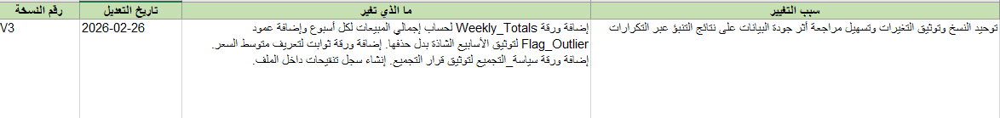 رقم النسخة	تاريخ التعديل	ما الذي تغير	سبب التغيير
V3	2026-02-26	إضافة ورقة Weekly_Totals لحساب إجمالي المبيعات لكل أسبوع وإضافة عمود
Flag_Outlier لتوثيق الأسابيع الشاذة بدل حذفها. إضافة ورقة ثوابت لتعريف متوسط السعر.
إضافة ورقة سياسة_التجميع لتوثيق قرار التجميع. إنشاء سجل تنقيحات داخل الملف.
توحيد النسخ وتوثيق التغيرات وتسهيل مراجعة أثر جودة البيانات على نتائج التنبؤ عبر التكرارات